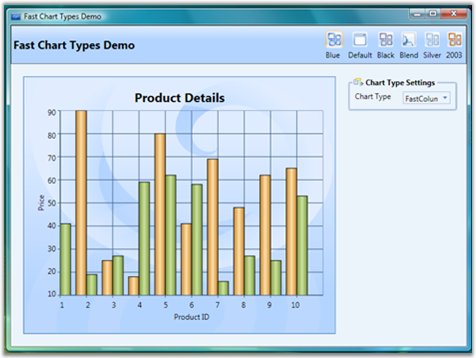 Fast Chart Types Demo
Fast Chart Types Demo
Blue Default Black Blend Silver 2003
Chart Type Settings
Chart Type FastColun
Product Details
90
80
70
60
50
40
30
20
10
Price
1 2 3 4 5 6 7 8 9 10
Product ID